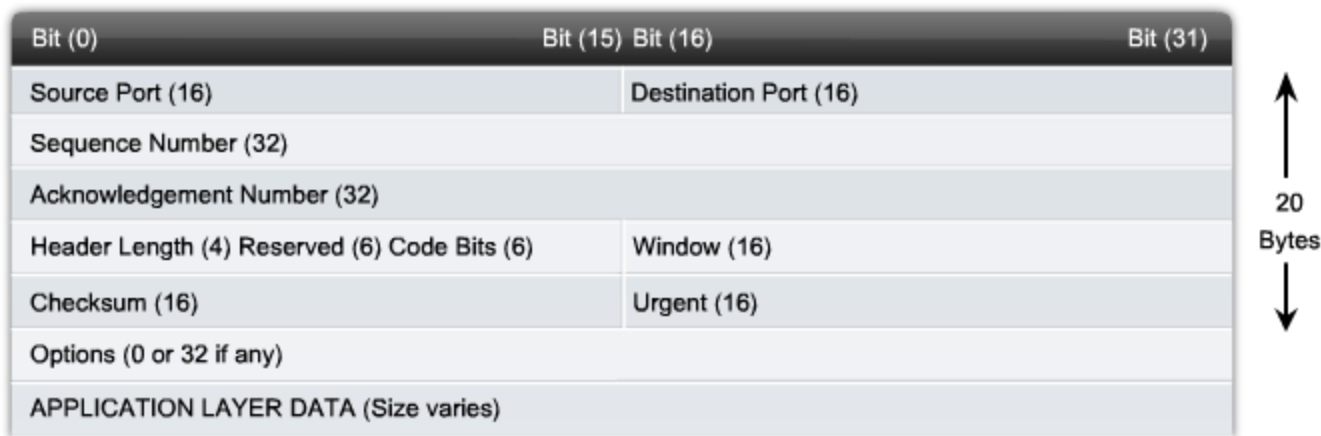 Bit (0) Bit (15) Bit (16) Bit (31)
Source Port (16) Destination Port (16)
Sequence Number (32)
Acknowledgement Number (32)
Header Length (4) Reserved (6) Code Bits (6) Window (16)
Checksum (16) Urgent (16)
Options (0 or 32 if any)
APPLICATION LAYER DATA (Size varies)
20
Bytes